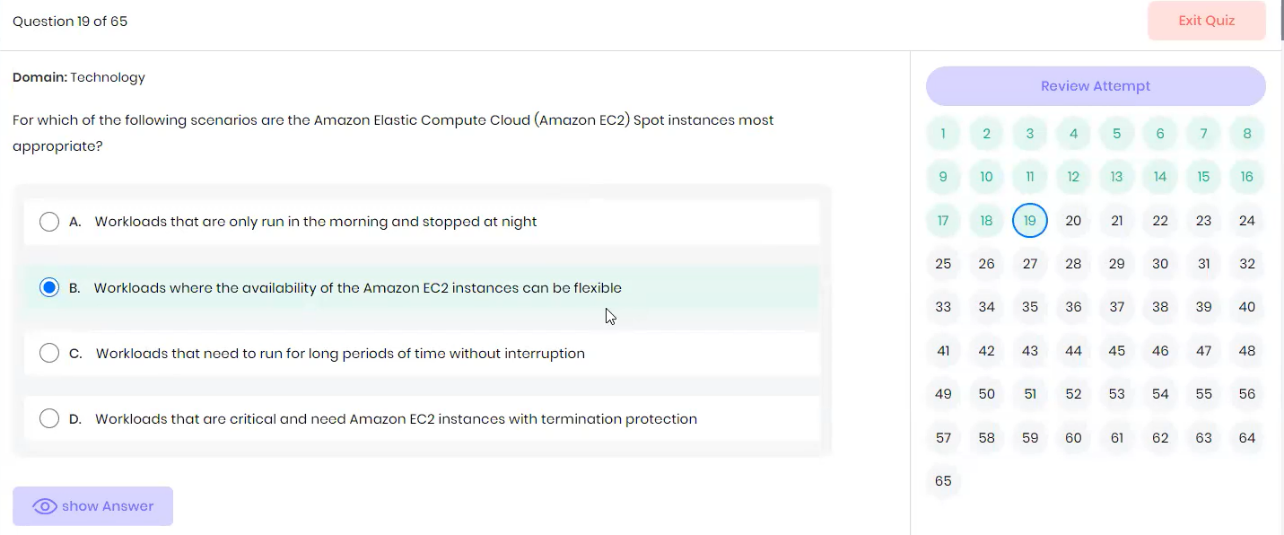 Question 19 of 65
Exit Quiz
Domain: Technology
For which of the following scenarios are the Amazon Elastic Compute Cloud (Amazon EC2) Spot instances most
appropriate?
A. Workloads that are only run in the morning and stopped at night
B. Workloads where the availability of the Amazon EC2 instances can be flexible
C. Workloads that need to run for long periods of time without interruption
D. Workloads that are critical and need Amazon EC2 instances with termination protection
show Answer
Review Attempt
1 2 3 4 5 6 7 8
9 10 11 12 13 14 15 16
17 18 19 20 21 22 23 24
25 26 27 28 29 30 31 32
33 34 35 36 37 38 39 40
41 42 43 44 45 46 47 48
49 50 51 52 53 54 55 56
57 58 59 60 61 62 63 64
65